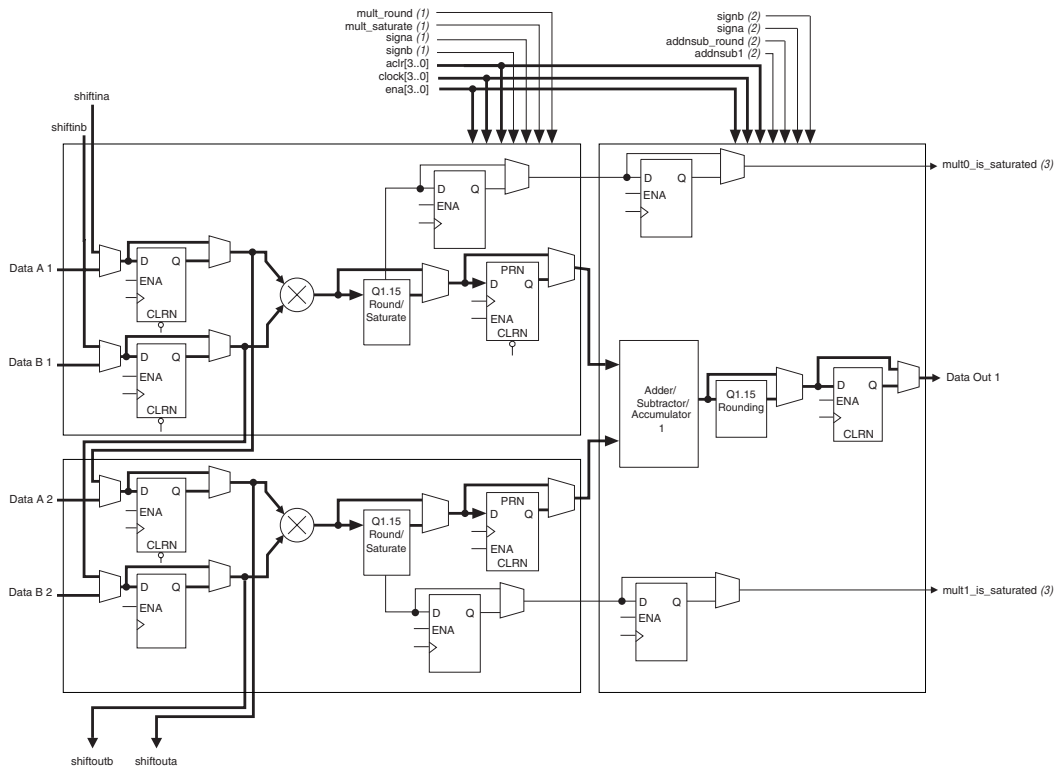 mult_round (1)
mult_saturate (1)
signa (1)
signb (1)
aclr[3..0]
clock[3..0]
ena[3..0]
signb (2)
signa (2)
addnsub_round (2)
addnsub1 (2)
shiftina
shiftinb
D Q
ENA
D Q
ENA
mult0_is_saturated (3)
Data A 1
D Q
ENA
CLRN
Q1.15
Round/
Saturate
PRN
D Q
ENA
CLRN
Data B 1
D Q
ENA
CLRN
Adder/
Subtractor/
Accumulator
1
Q1.15
Rounding
D Q
ENA
CLRN
Data Out 1
Data A 2
D Q
ENA
CLRN
Q1.15
Round/
Saturate
PRN
D Q
ENA
CLRN
Data B 2
D Q
ENA
D Q
ENA
D Q
ENA
mult1_is_saturated (3)
shiftoutb
shiftouta